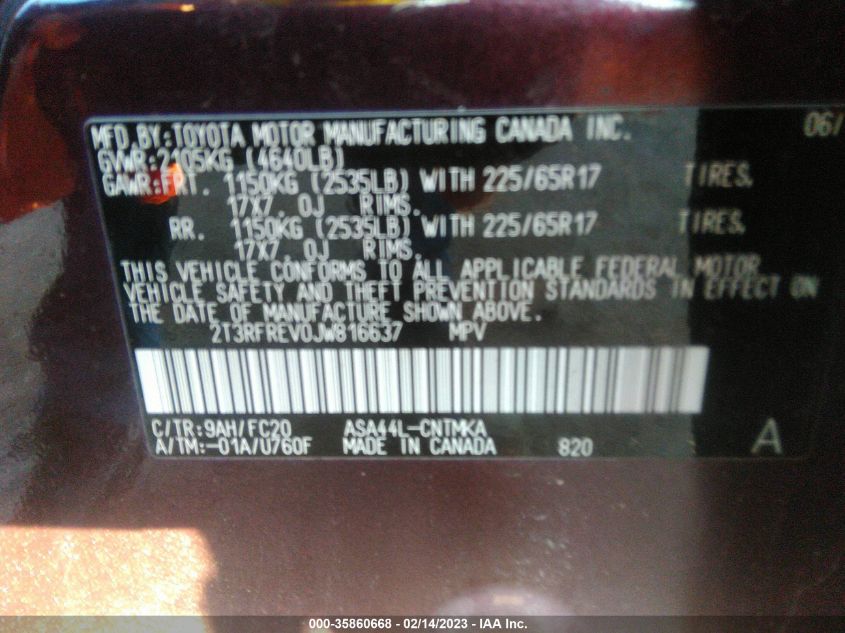 MFD.BY:TOYOTA MOTOR MANUFACTURING CANADA INC. 06/
GVWR:2105KG (4640LB)
GAWR:FRT. 1150KG (2535LB) WITH 225/65R17 TIRES.
17X7.0J RIMS.
RR. 1150KG (2535LB) WITH 225/65R17 TIRES.
17X7.0J RIMS.
THIS VEHICLE CONFORMS TO ALL APPLICABLE FEDERAL MOTOR
VEHICLE SAFETY AND THEFT PREVENTION STANDARDS IN EFFECT ON
THE DATE OF MANUFACTURE SHOWN ABOVE.
2T3RFREV0JW816637 MPV
C/TR:9AH/FC20 ASA44L-CNTMKA
A/TM:-01A/U760F MADE IN CANADA 820 A
000-35860668 - 02/14/2023 - IAA Inc.